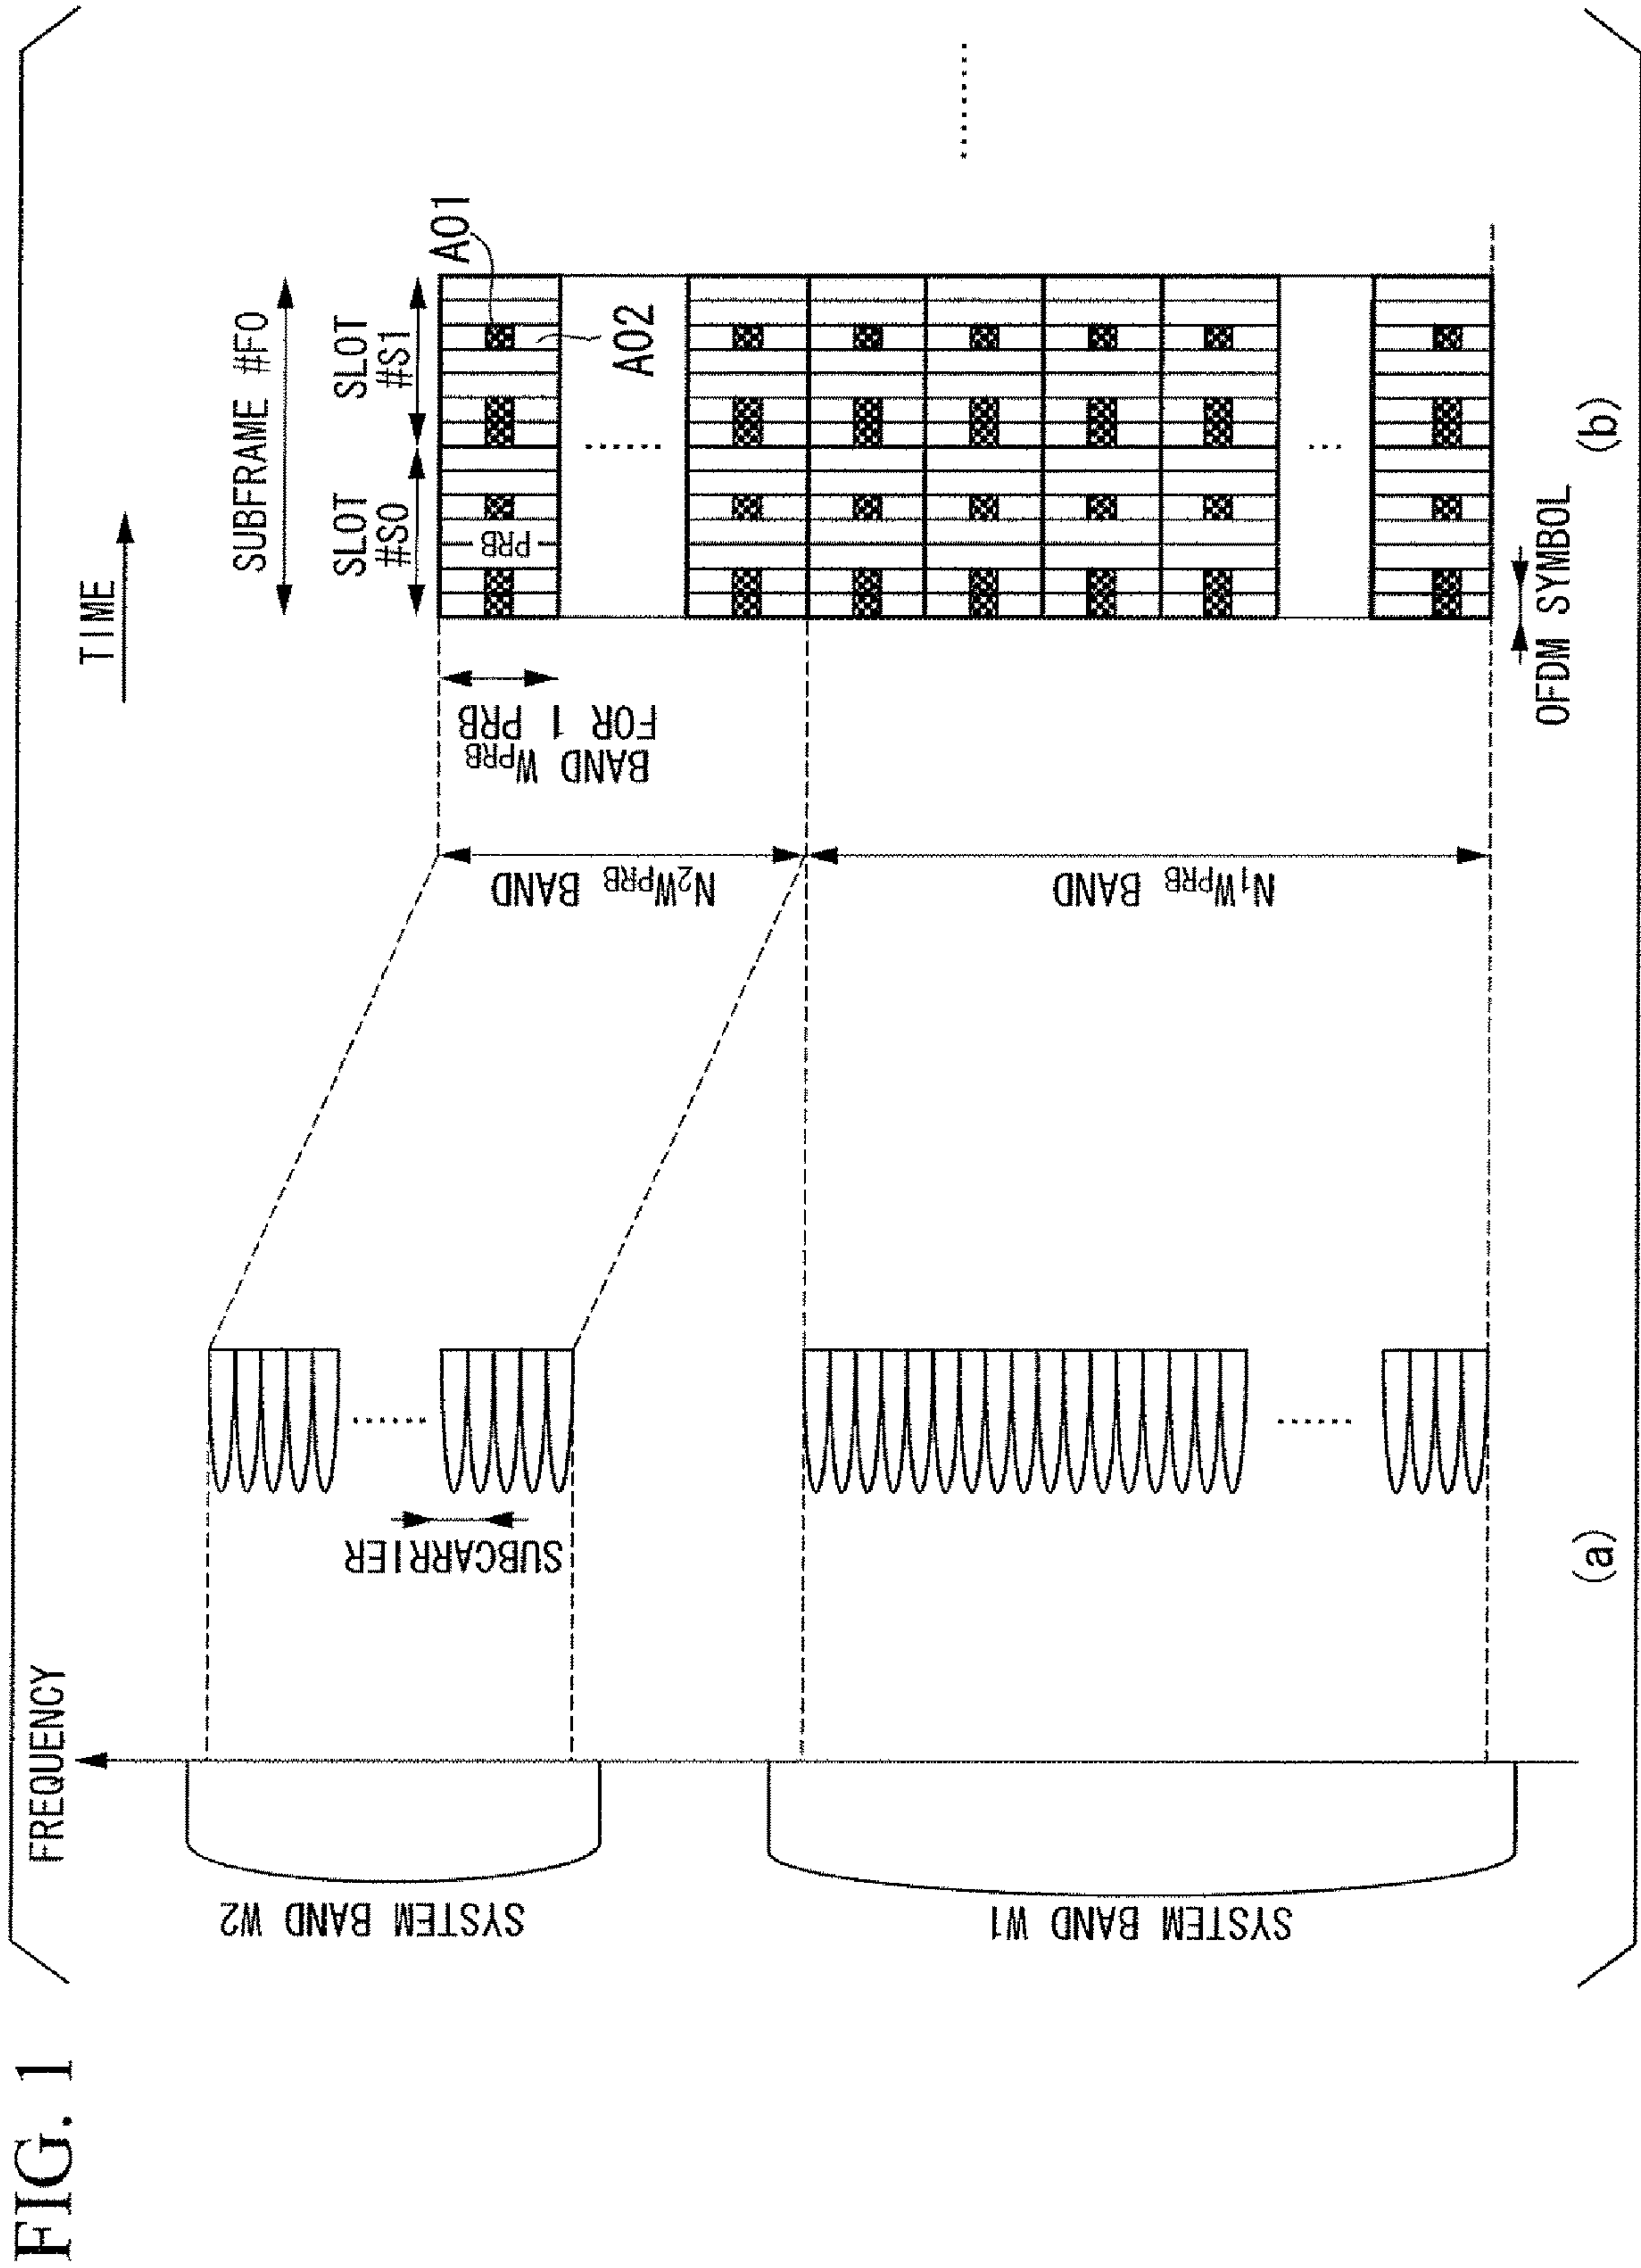 FIG. 1
FREQUENCY
TIME
SYSTEM BAND W2
SYSTEM BAND W1
SUBCARRIER
(a)
N2WPRB BAND
N1WPRB BAND
BAND WPRB
FOR 1 PRB
SUBFRAME #F0
SLOT
#S0
SLOT
#S1
PRB
A01
A02
OFDM SYMBOL
(b)